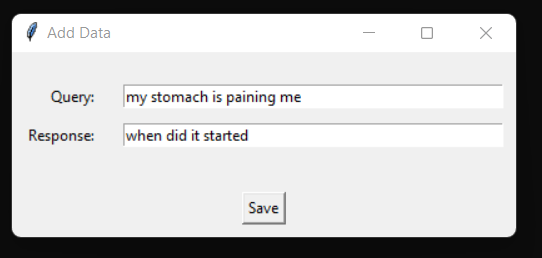 Add Data
Query: my stomach is paining me
Response: when did it started
Save